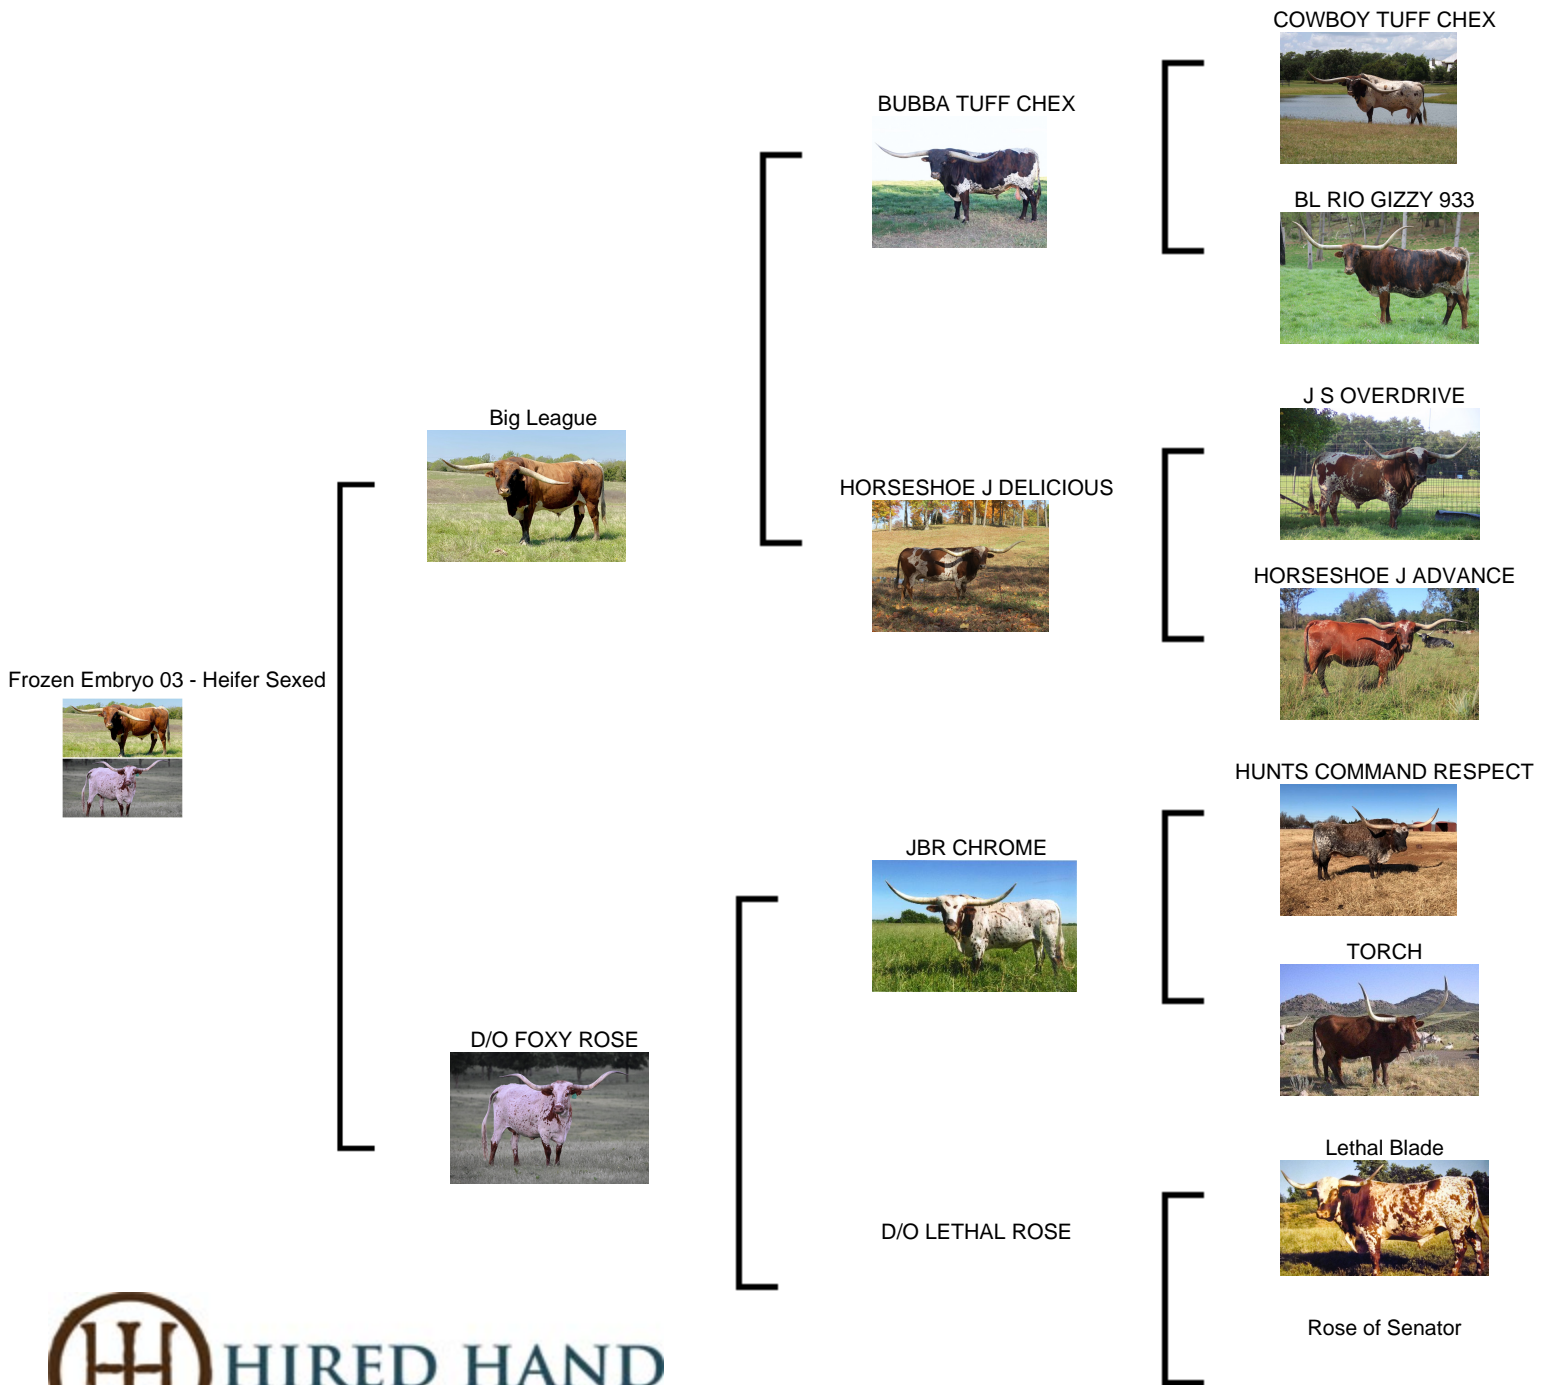 COWBOY TUFF CHEX
BUBBA TUFF CHEX
BL RIO GIZZY 933
J S OVERDRIVE
Big League
HORSESHOE J DELICIOUS
HORSESHOE J ADVANCE
Frozen Embryo 03 - Heifer Sexed
HUNTS COMMAND RESPECT
JBR CHROME
TORCH
D/O FOXY ROSE
Lethal Blade
D/O LETHAL ROSE
Rose of Senator
HIRED HAND